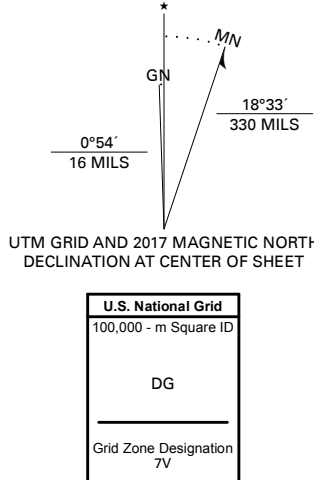 MN
GN
0°54´
16 MILS
18°33´
330 MILS
UTM GRID AND 2017 MAGNETIC NORTH
DECLINATION AT CENTER OF SHEET
U.S. National Grid
100,000 - m Square ID
DG
Grid Zone Designation
7V